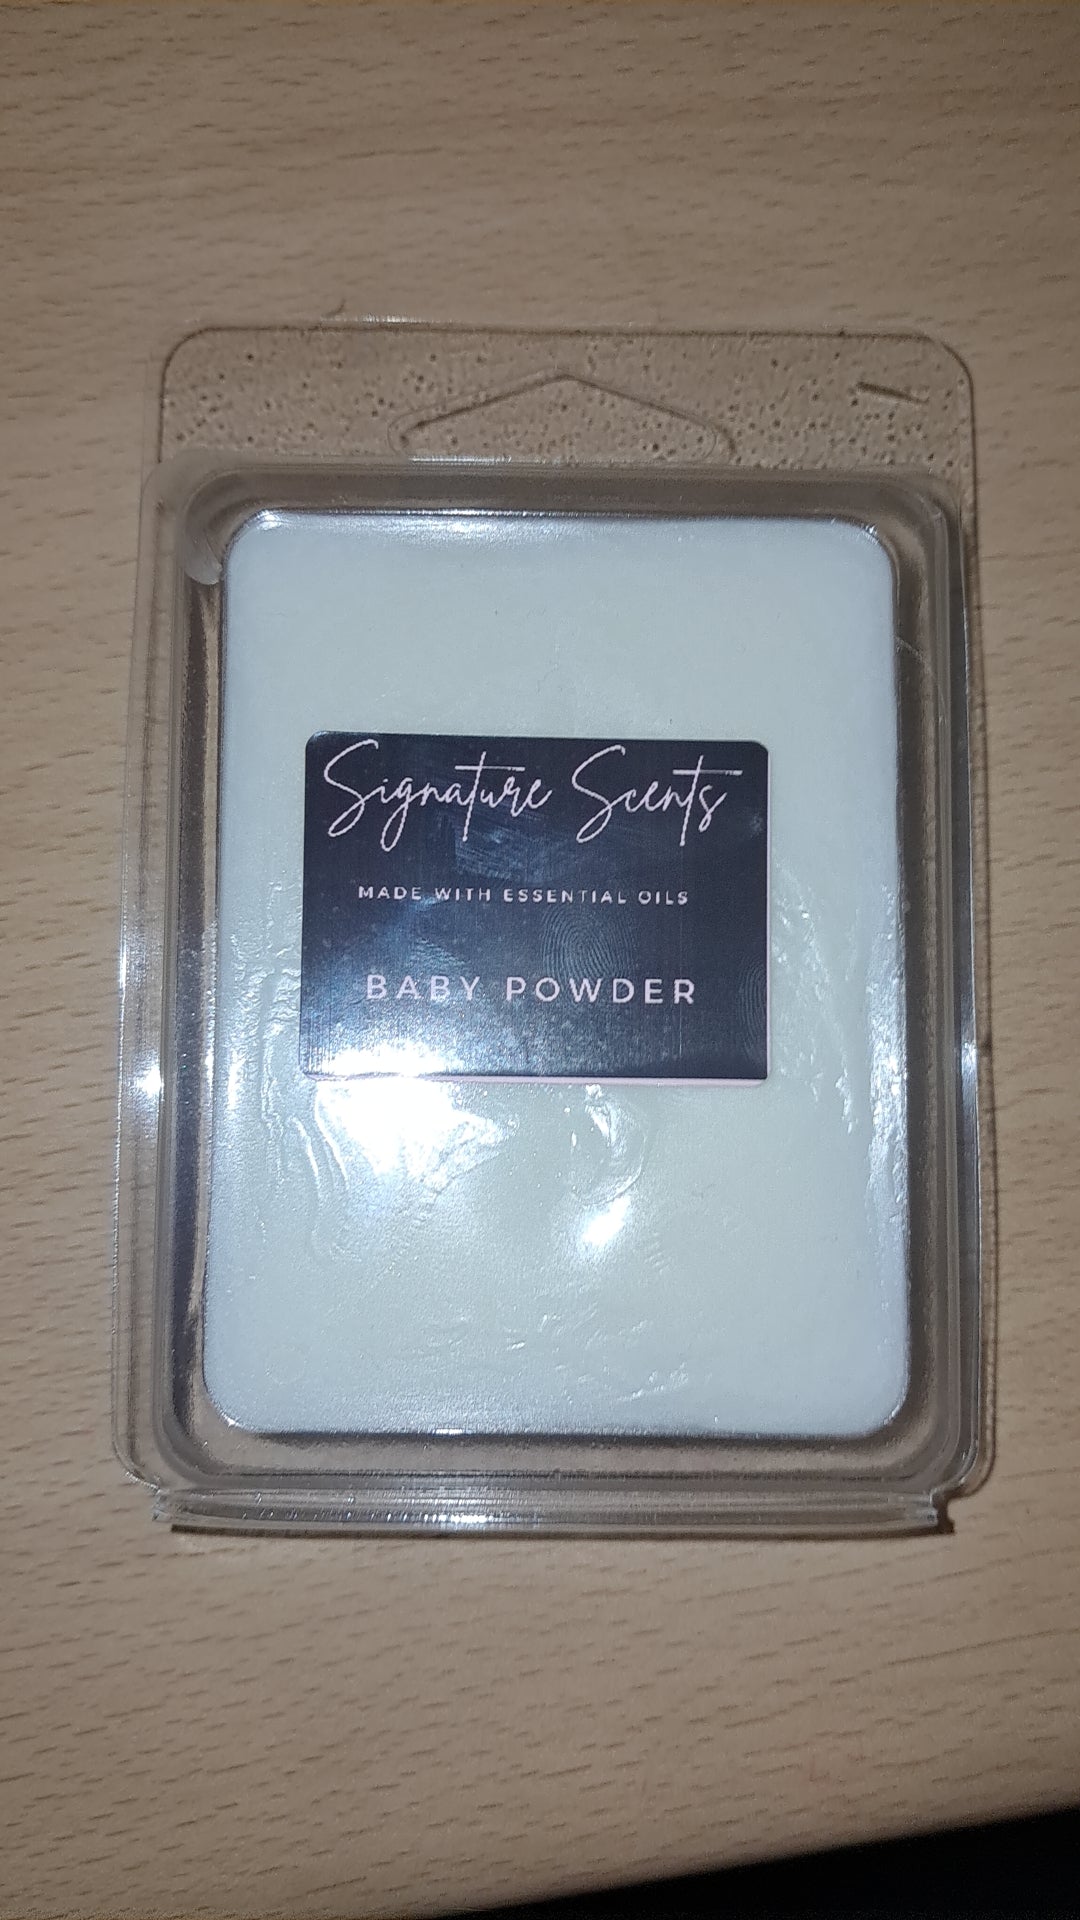 Signature Scents
MADE WITH ESSENTIAL OILS
BABY POWDER